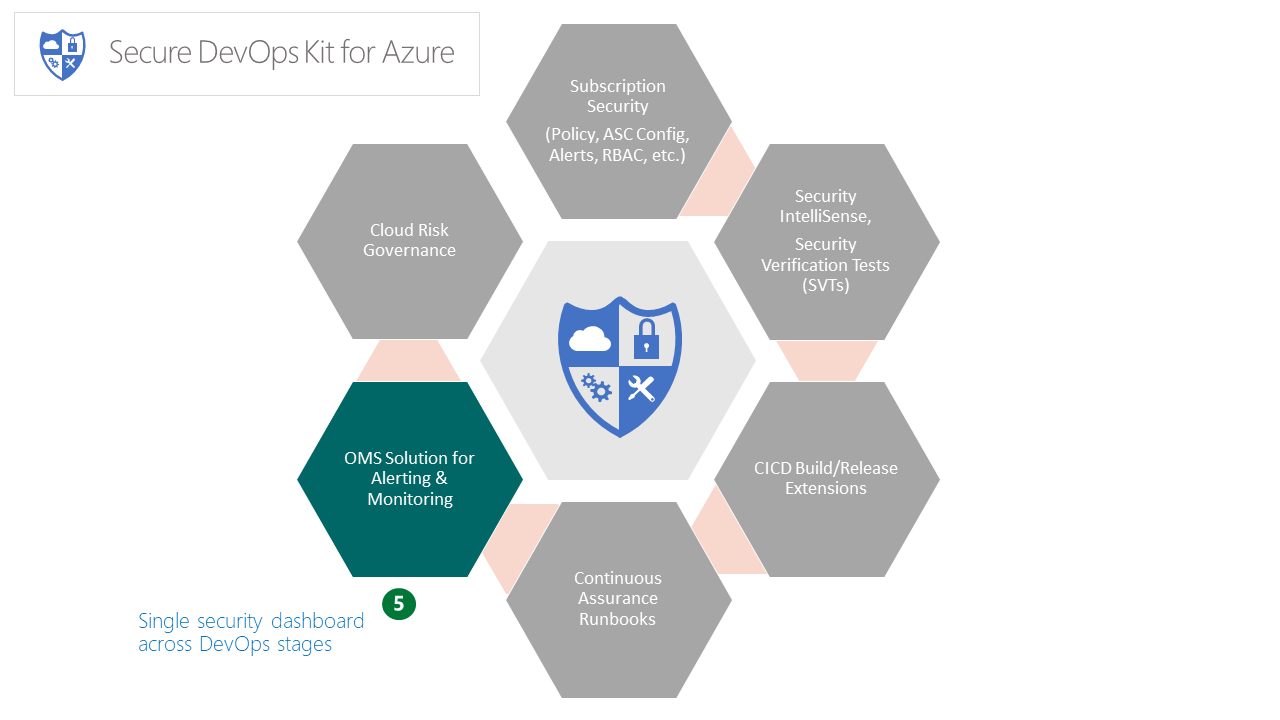 Secure DevOps Kit for Azure
Subscription
Security
(Policy, ASC Config,
Alerts, RBAC, etc.)
Security
IntelliSense,
Security
Verification Tests
(SVTs)
Cloud Risk
Governance
OMS Solution for
Alerting &
Monitoring
CICD Build/Release
Extensions
Continuous
Assurance
Runbooks
5
Single security dashboard
across DevOps stages